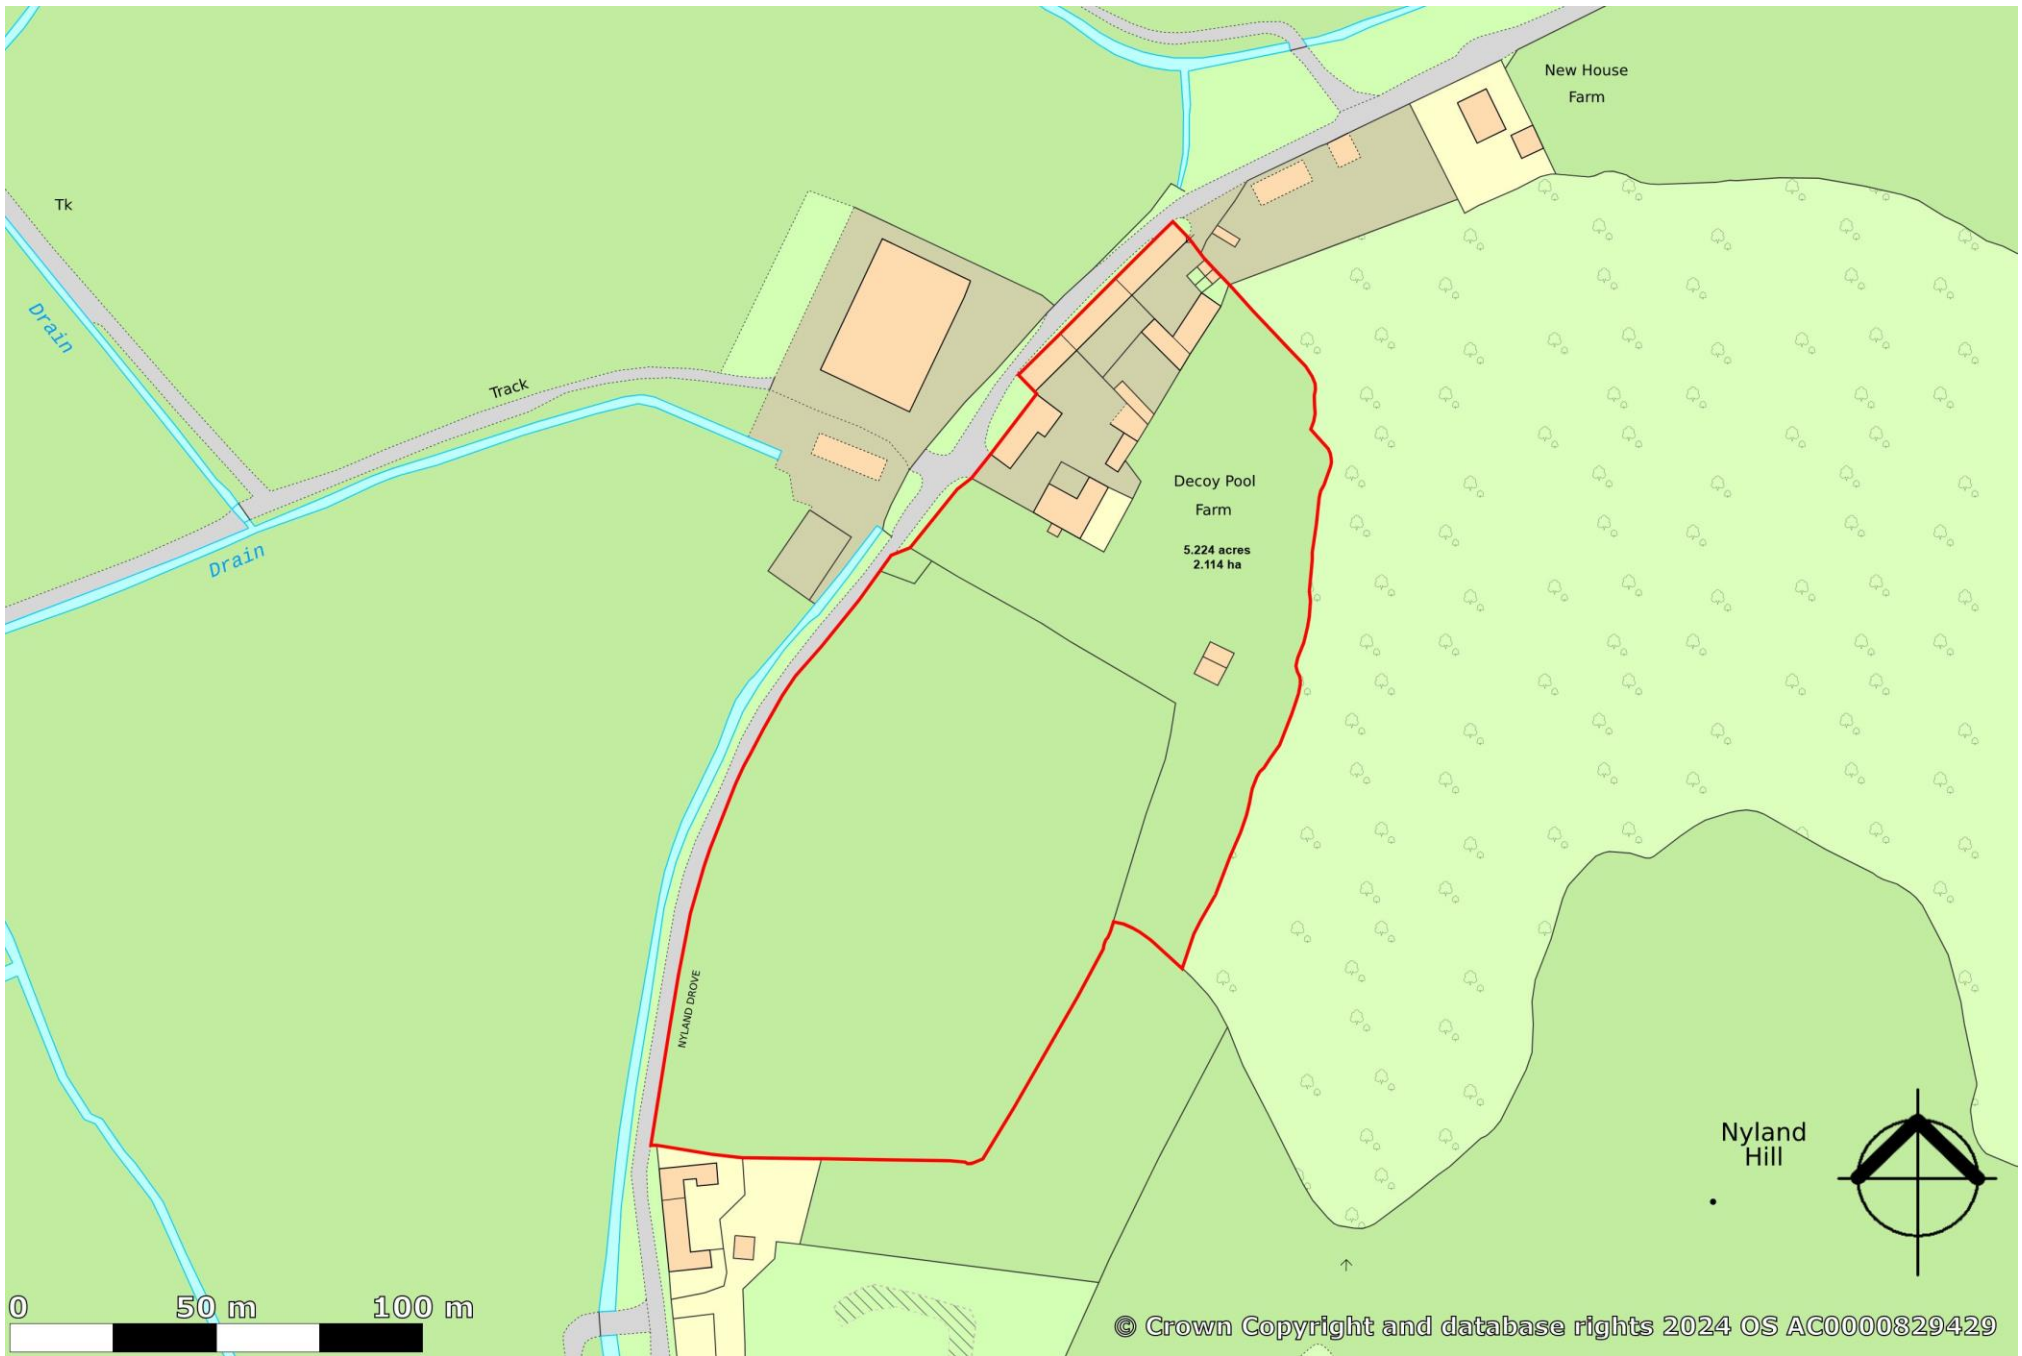 New House
Farm
Tk
Drain
Track
Decoy Pool
Farm
Drain
5.224 acres
2.114 ha
NYLAND DROVE
Nyland
Hill
0 50 m 100 m
© Crown Copyright and database rights 2024 OS AC0000829429